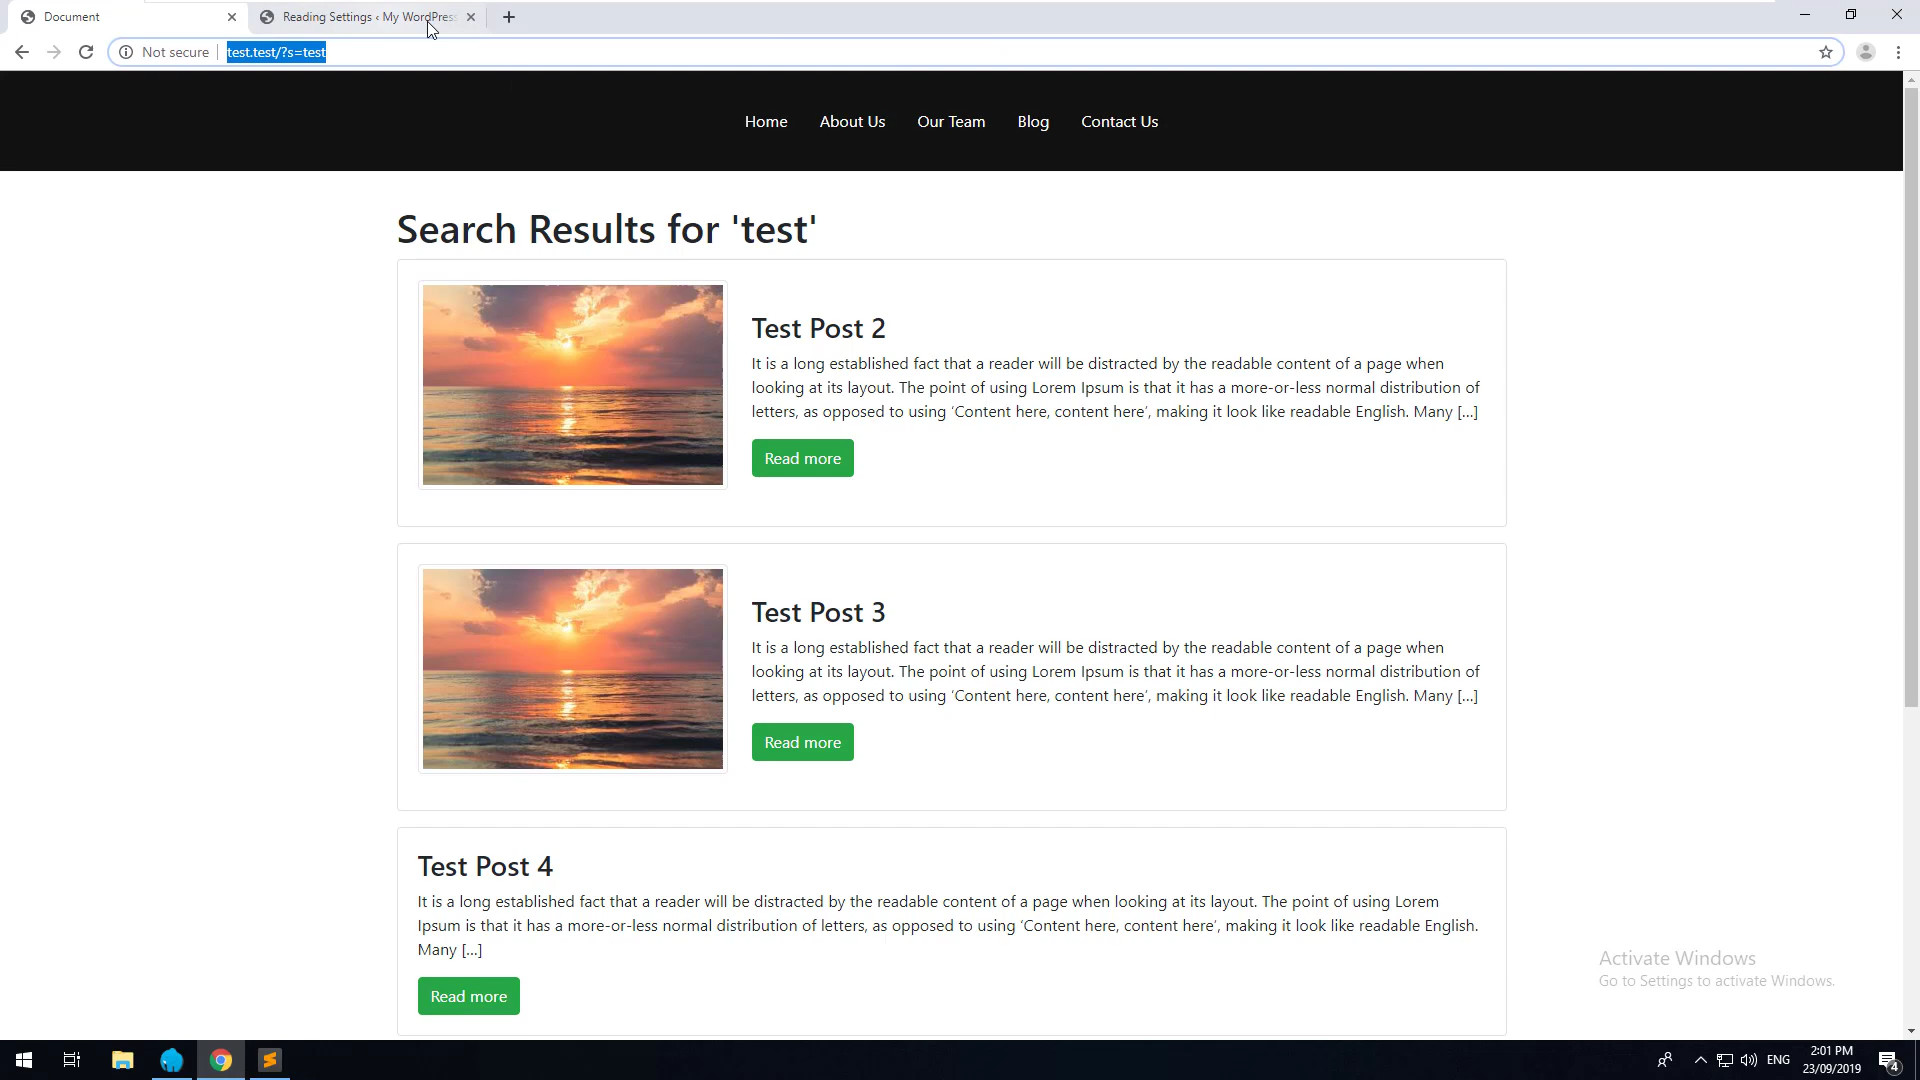 Document
Reading Settings ‹ My WordPress
Not secure
test.test/?s=test
Home
About Us
Our Team
Blog
Contact Us
Search Results for 'test'
Test Post 2
It is a long established fact that a reader will be distracted by the readable content of a page when
looking at its layout. The point of using Lorem Ipsum is that it has a more-or-less normal distribution of
letters, as opposed to using ‘Content here, content here’, making it look like readable English. Many [...]
Read more
Test Post 3
It is a long established fact that a reader will be distracted by the readable content of a page when
looking at its layout. The point of using Lorem Ipsum is that it has a more-or-less normal distribution of
letters, as opposed to using ‘Content here, content here’, making it look like readable English. Many [...]
Read more
Test Post 4
It is a long established fact that a reader will be distracted by the readable content of a page when looking at its layout. The point of using Lorem
Ipsum is that it has a more-or-less normal distribution of letters, as opposed to using ‘Content here, content here’, making it look like readable English.
Many [...]
Read more
Activate Windows
Go to Settings to activate Windows.
ENG
2:01 PM
23/09/2019
4